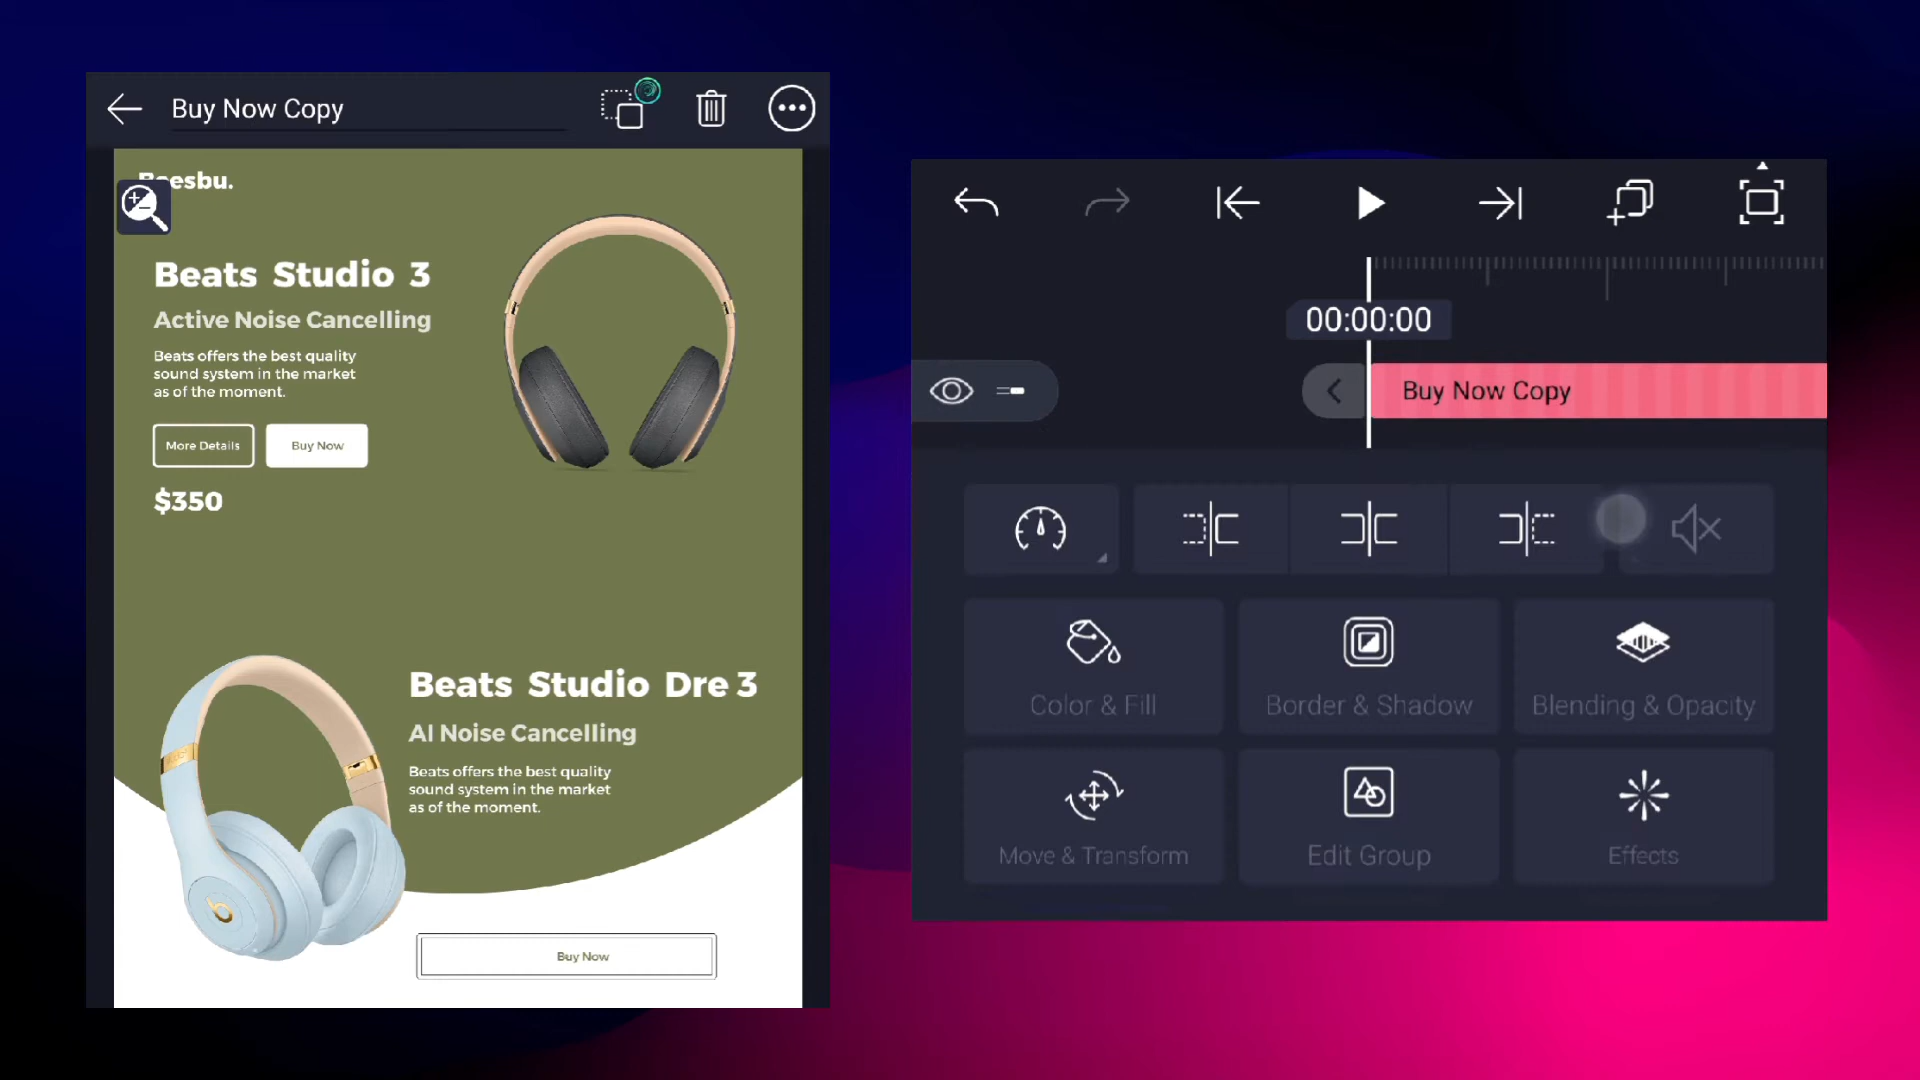 Buy Now Copy
Beesbu.
Beats Studio 3
Active Noise Cancelling
Beats offers the best quality
sound system in the market
as of the moment.
More Details
Buy Now
$350
Beats Studio Dre 3
AI Noise Cancelling
Beats offers the best quality
sound system in the market
as of the moment.
Buy Now
00:00:00
Buy Now Copy
Color & Fill
Border & Shadow
Blending & Opacity
Move & Transform
Edit Group
Effects